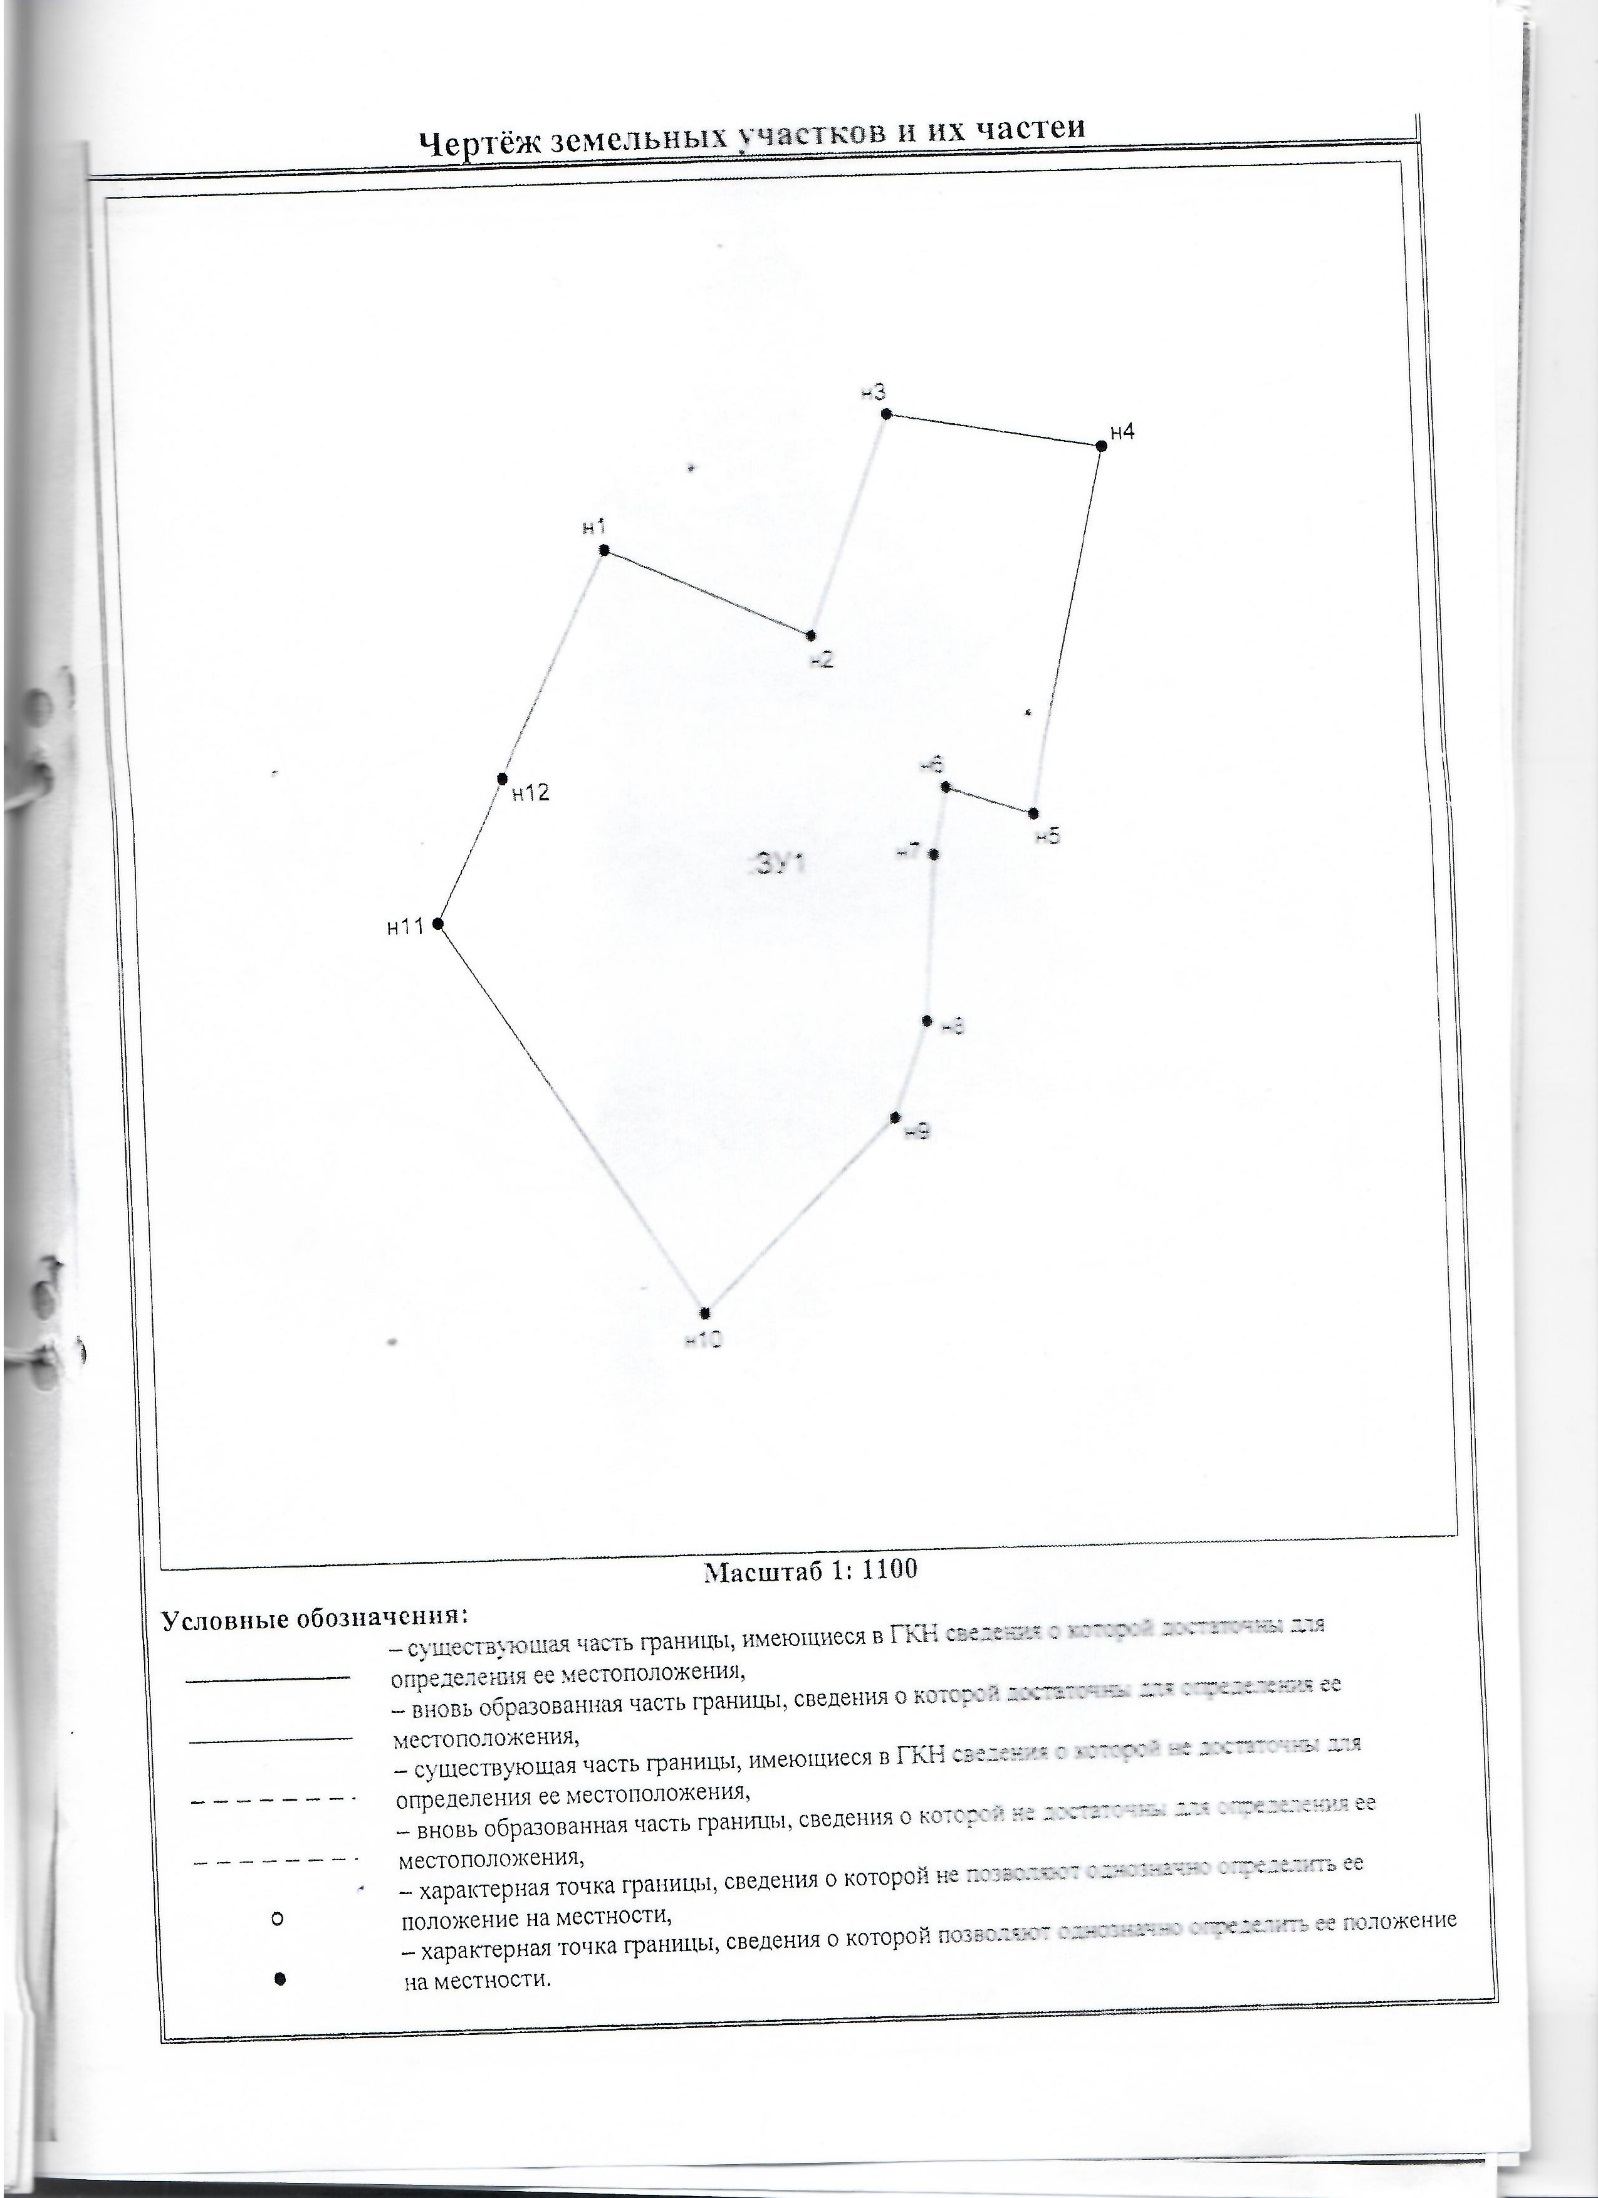 Чертёж земельных участков и их частей
н3
н4
н1
н2
н6
н12
н5
н7
:ЗУ1
н11
н8
н9
н10
Масштаб 1: 1100
Условные обозначения:
– существующая часть границы, имеющиеся в ГКН сведения о которой достаточны для
определения ее местоположения,
– вновь образованная часть границы, сведения о которой достаточны для определения ее
местоположения,
– существующая часть границы, имеющиеся в ГКН сведения о которой не достаточны для
определения ее местоположения,
– вновь образованная часть границы, сведения о которой не достаточны для определения ее
местоположения,
– характерная точка границы, сведения о которой не позволяют однозначно определить ее
положение на местности,
– характерная точка границы, сведения о которой позволяют однозначно определить ее положение
на местности.